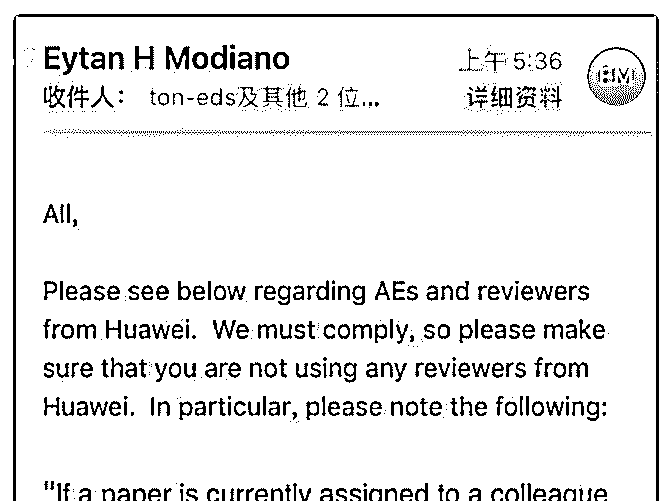 Eytan H Modiano
上午 5:36
收件人： ton-eds及其他 2 位...
详细资料
All,
Please see below regarding AEs and reviewers
from Huawei. We must comply, so please make
sure that you are not using any reviewers from
Huawei. In particular, please note the following:
"If a paper is currently assigned to a colleague